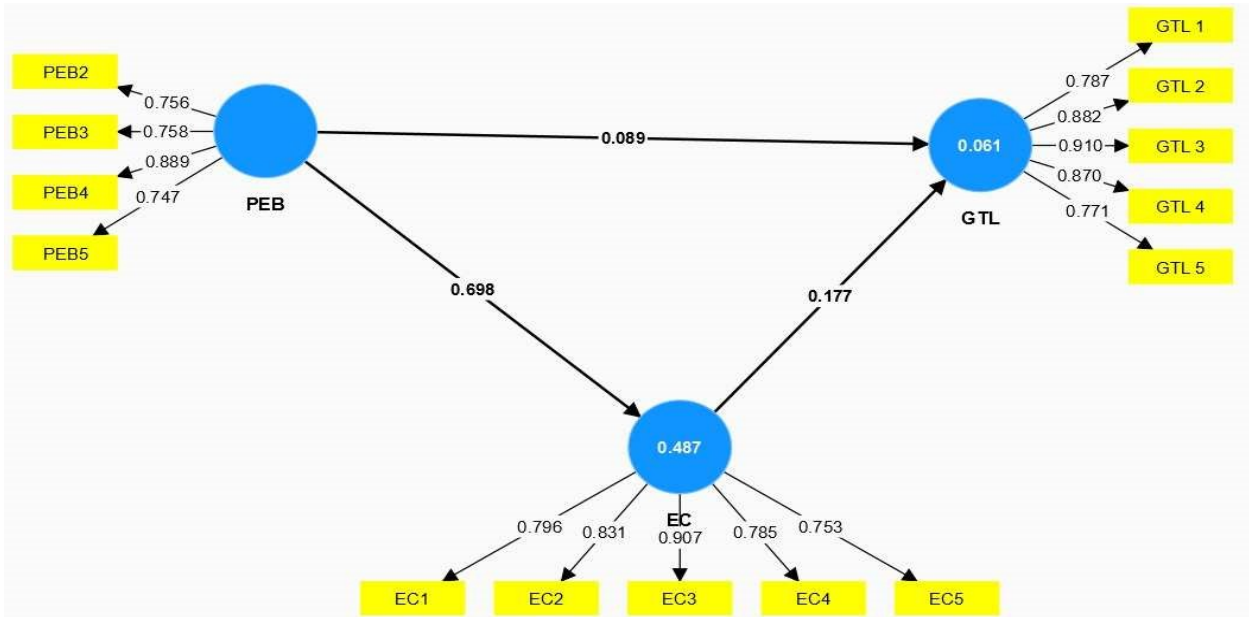 GTL 1
PEB2
0.787
GTL 2
0.756
0.882
PEB3
0.758
0.089
0.061
0.910
GTL 3
0.889
0.870
PEB4
0.747
PEB
GTL
0.771
GTL 4
PEB5
GTL 5
0.698
0.177
0.487
EC
0.796
0.831
0.907
0.785
0.753
EC1
EC2
EC3
EC4
EC5